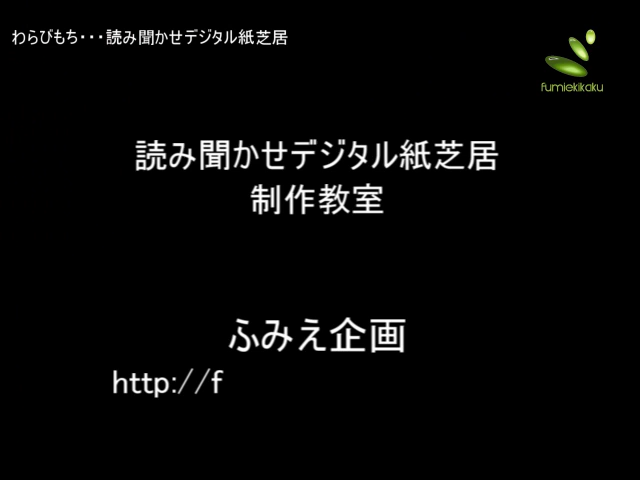 わらびもち・・・読み聞かせデジタル紙芝居
fumiekikaku
読み聞かせデジタル紙芝居
制作教室
ふみえ企画
http://f